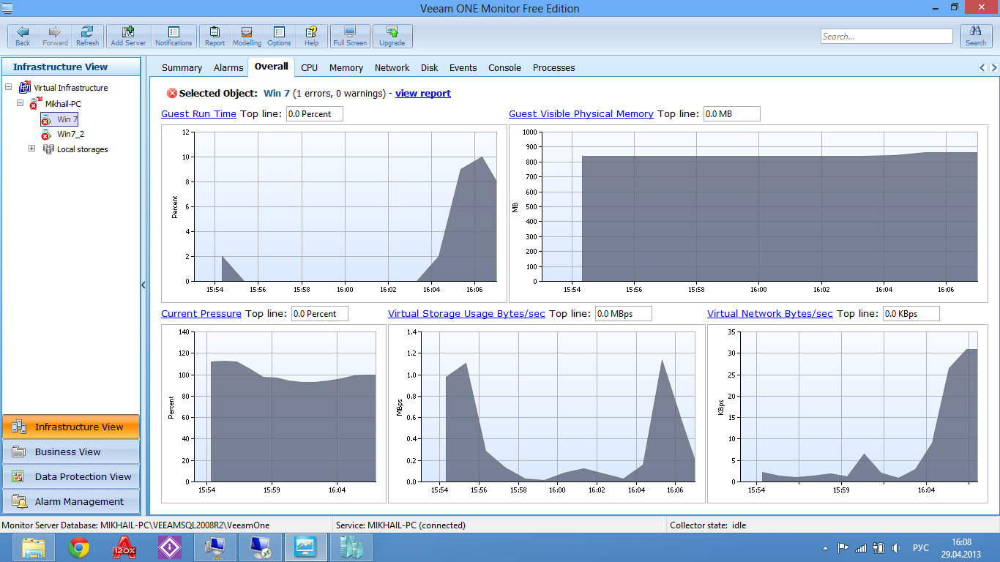 Veeam ONE Monitor Free Edition
Back Forward Refresh Add Server Notifications Report Modelling Options Help Full Screen Upgrade Search... Search
Infrastructure View
Summary Alarms Overall CPU Memory Network Disk Events Console Processes
Virtual Infrastructure
Mikhail-PC
Win 7
Win7_2
Local storages
Selected Object: Win 7 (1 errors, 0 warnings) - view report
Guest Run Time Top line: 0.0 Percent
12
10
8
6
4
2
0
Percent
15:54 15:56 15:58 16:00 16:02 16:04 16:06
Guest Visible Physical Memory Top line: 0.0 MB
1000
900
800
700
600
500
400
300
200
100
0
MB
15:54 15:56 15:58 16:00 16:02 16:04 16:06
Current Pressure Top line: 0.0 Percent
140
120
100
80
60
40
20
0
Percent
15:54 15:59 16:04
Virtual Storage Usage Bytes/sec Top line: 0.0 MBps
1.4
1.2
1.0
0.8
0.6
0.4
0.2
0.0
MBps
15:54 15:56 15:58 16:00 16:02 16:04 16:06
Virtual Network Bytes/sec Top line: 0.0 KBps
35
30
25
20
15
10
5
0
KBps
15:54 15:59 16:04
Infrastructure View
Business View
Data Protection View
Alarm Management
Monitor Server Database: MIKHAIL-PC\VEEAMSQL2008R2\VeeamOne Service: MIKHAIL-PC (connected) Collector state: idle
120%
РУС
16:08
29.04.2013